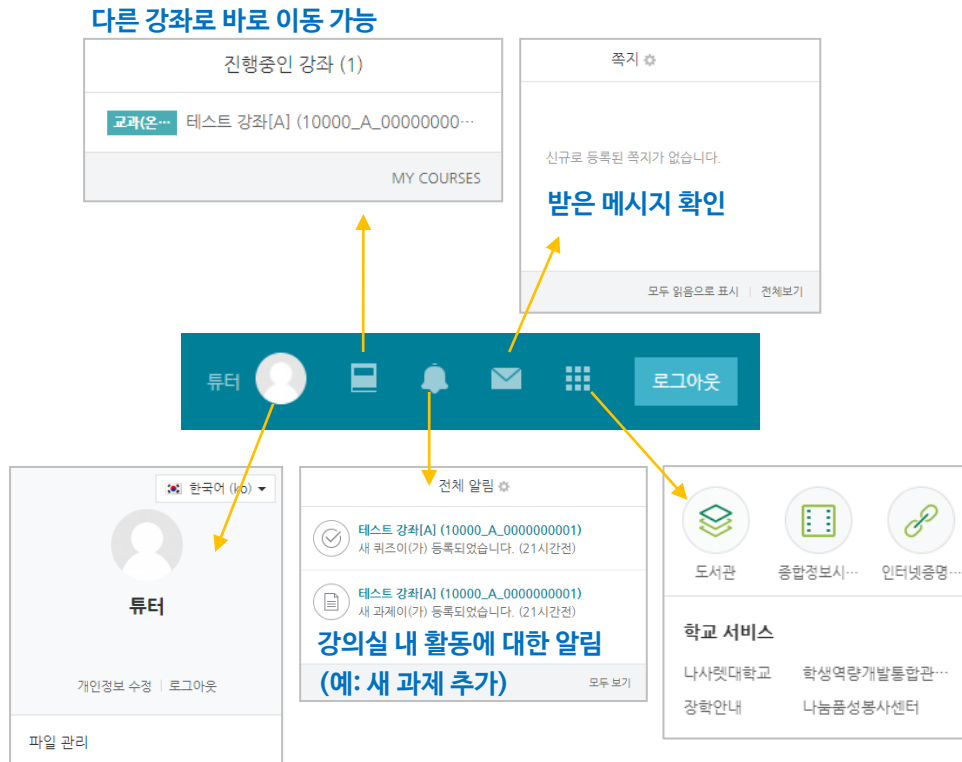 다른 강좌로 바로 이동 가능
진행중인 강좌 (1)
교과(온… 테스트 강좌[A] (10000_A_00000000…
MY COURSES
쪽지
신규로 등록된 쪽지가 없습니다.
받은 메시지 확인
모두 읽음으로 표시 | 전체보기
튜터
로그아웃
한국어 (ko)
튜터
개인정보 수정 | 로그아웃
파일 관리
전체 알림
테스트 강좌[A] (10000_A_0000000001)
새 퀴즈이(가) 등록되었습니다. (21시간전)
테스트 강좌[A] (10000_A_0000000001)
새 과제이(가) 등록되었습니다. (21시간전)
강의실 내 활동에 대한 알림
(예: 새 과제 추가)
모두 보기
도서관 종합정보시… 인터넷증명…
학교 서비스
나사렛대학교 학생역량개발통합관…
장학안내 나눔품성봉사센터